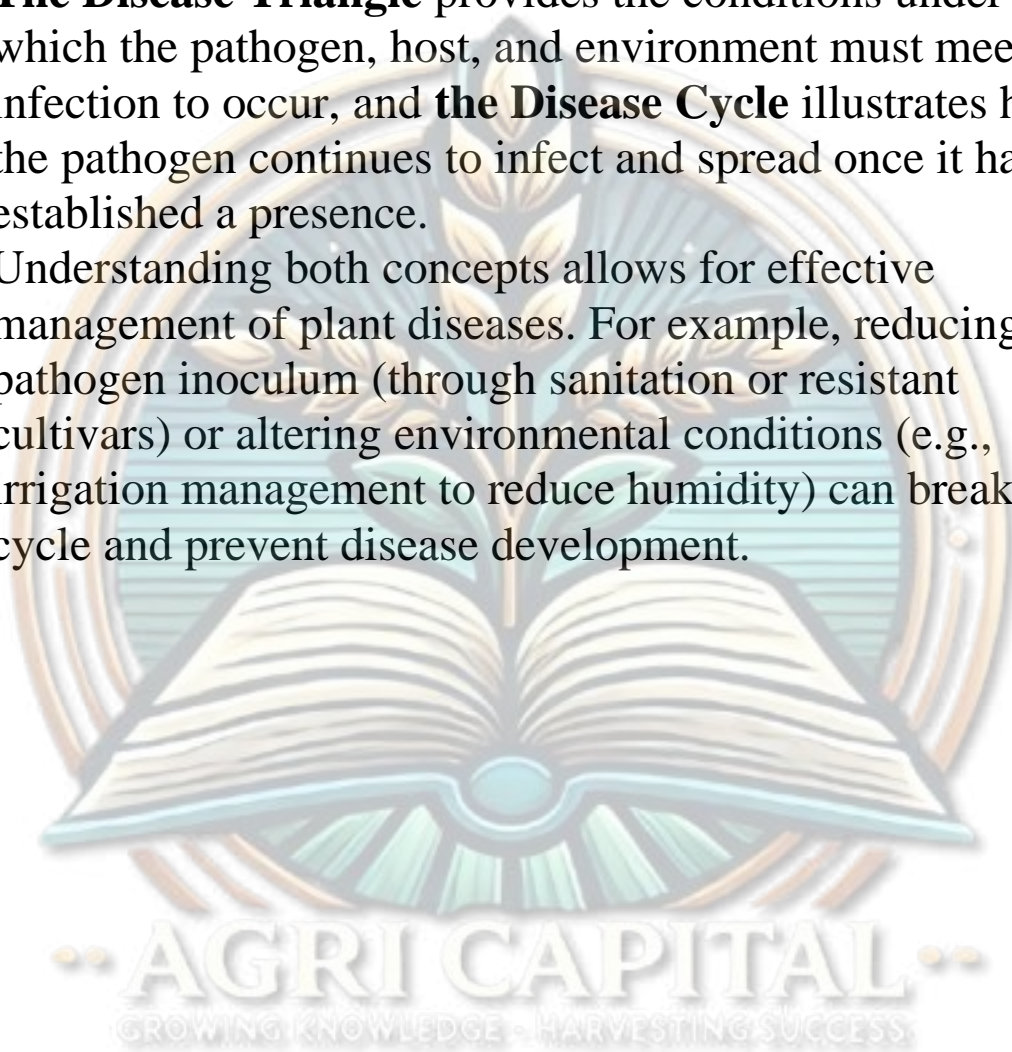 The Disease Triangle provides the conditions under
which the pathogen, host, and environment must mee
infection to occur, and the Disease Cycle illustrates h
the pathogen continues to infect and spread once it ha
established a presence.
Understanding both concepts allows for effective
management of plant diseases. For example, reducing
pathogen inoculum (through sanitation or resistant
cultivars) or altering environmental conditions (e.g.,
irrigation management to reduce humidity) can break
cycle and prevent disease development.
AGRI CAPITAL
GROWING KNOWLEDGE - HARVESTING SUCCESS